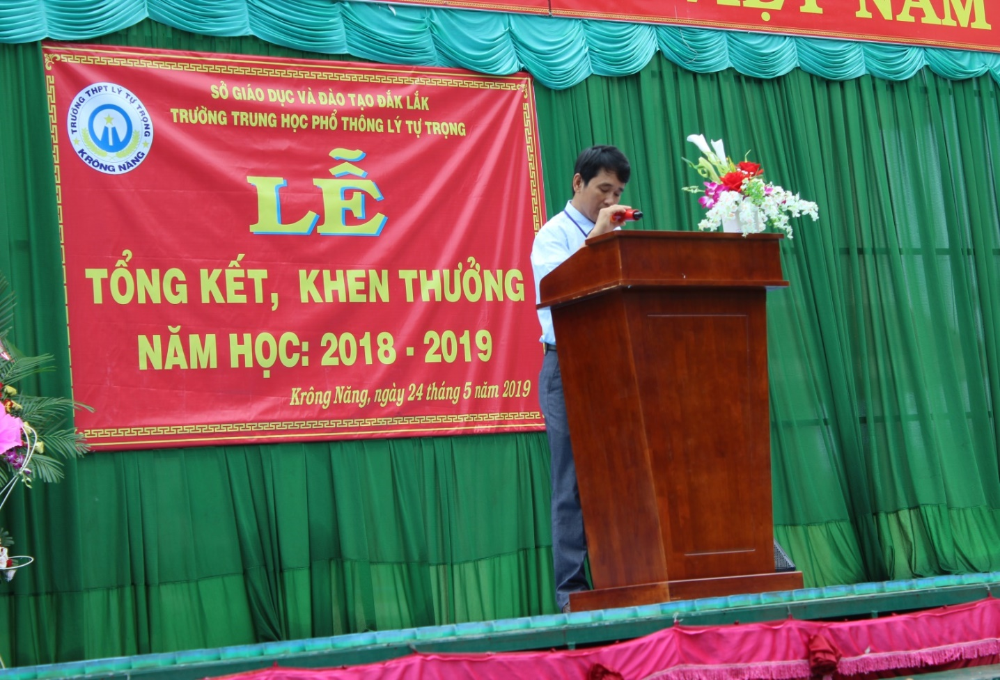 VIỆT NAM
SỞ GIÁO DỤC VÀ ĐÀO TẠO ĐẮK LẮK
TRƯỜNG TRUNG HỌC PHỔ THÔNG LÝ TỰ TRỌNG
TRƯỜNG THPT LÝ TỰ TRỌNG
KRÔNG NĂNG
LỄ
TỔNG KẾT, KHEN THƯỞNG
NĂM HỌC: 2018 - 2019
Krông Năng, ngày 24 tháng 5 năm 2019